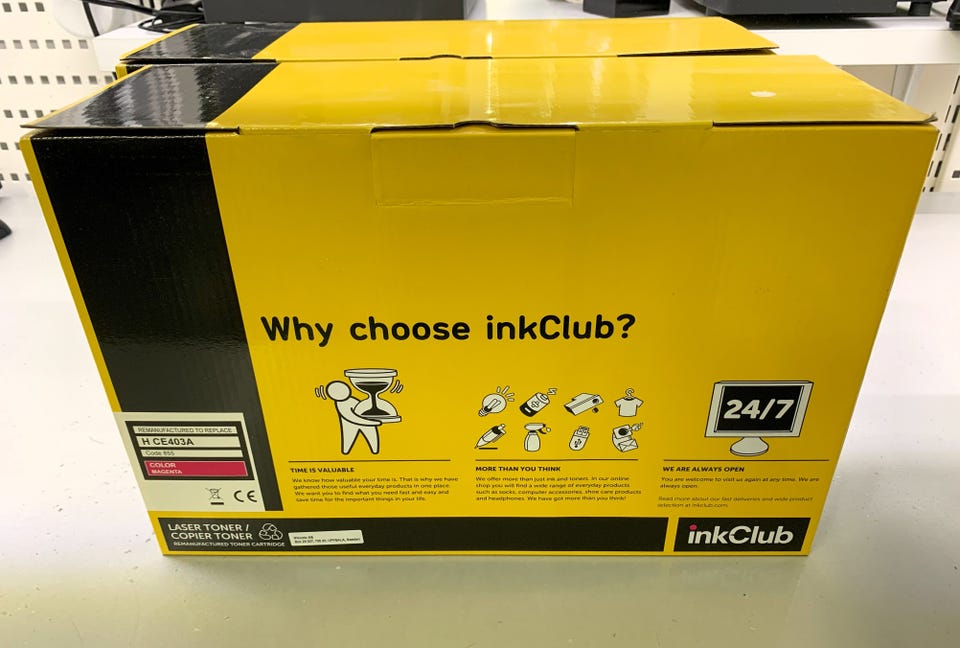 Why choose inkClub?
24/7
REMANUFACTURED TO REPLACE
H CE403A
Code 855
COLOR
MAGENTA
CE
TIME IS VALUABLE
We know how valuable your time is. That is why we have
gathered those useful everyday products in one place.
We want you to find what you need fast and easy and
save time for the important things in your life.
MORE THAN YOU THINK
We offer more than just ink and toners. In our online
shop you will find a wide range of everyday products
such as socks, computer accessories, shoe care products
and headphones. We have got more than you think!
WE ARE ALWAYS OPEN
You are welcome to visit us again at any time. We are
always open.
Read more about our fast deliveries and wide product
selection at inkclub.com.
LASER TONER /
COPIER TONER
REMANUFACTURED TONER CARTRIDGE
UPPSALA, Sweden
inkClub